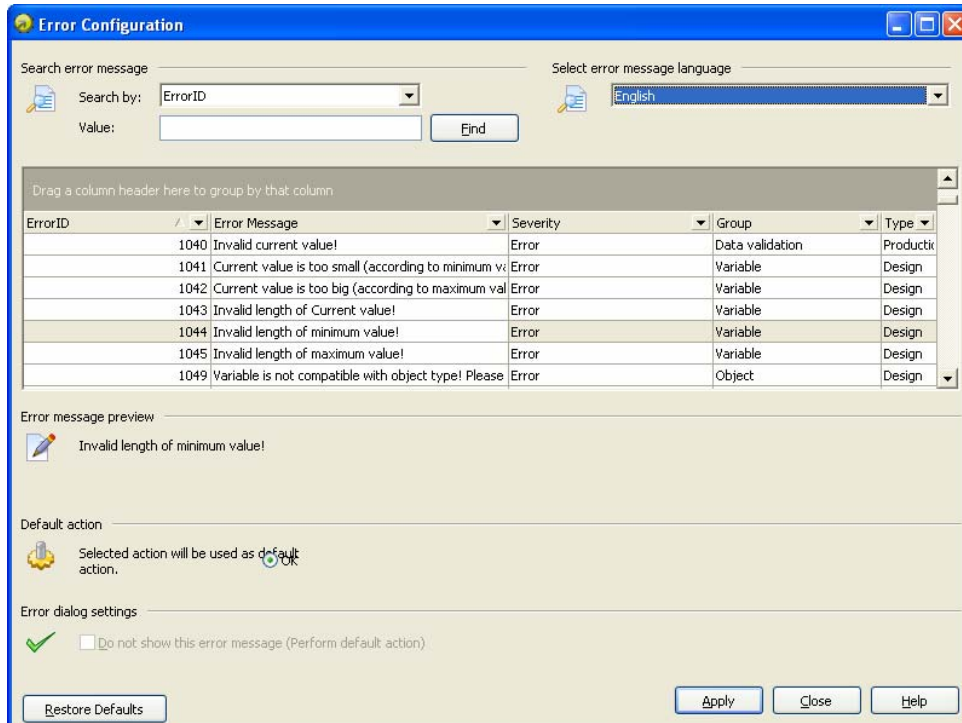 Error Configuration
Search error message
Select error message language
Search by: ErrorID
English
Value:
Find
Drag a column header here to group by that column
ErrorID Error Message Severity Group Type
1040 Invalid current value! Error Data validation Productio
1041 Current value is too small (according to minimum va Error Variable Design
1042 Current value is too big (according to maximum val Error Variable Design
1043 Invalid length of Current value! Error Variable Design
1044 Invalid length of minimum value! Error Variable Design
1045 Invalid length of maximum value! Error Variable Design
1049 Variable is not compatible with object type! Please Error Object Design
Error message preview
Invalid length of minimum value!
Default action
Selected action will be used as default
action.
OK
Error dialog settings
Do not show this error message (Perform default action)
Restore Defaults
Apply
Close
Help